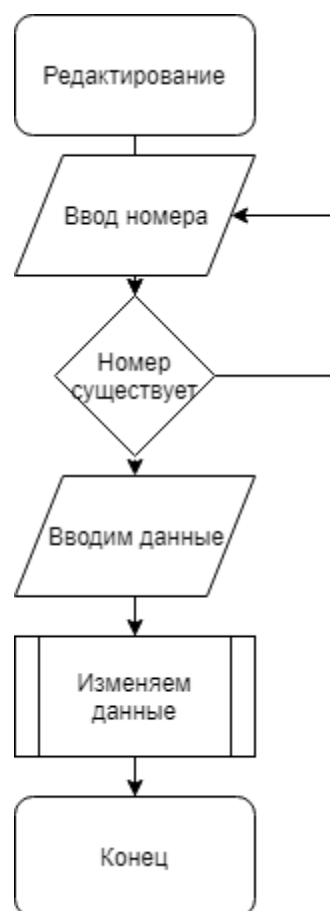 Редактирование
Ввод номера
Номер
существует
Вводим данные
Изменяем
данные
Конец